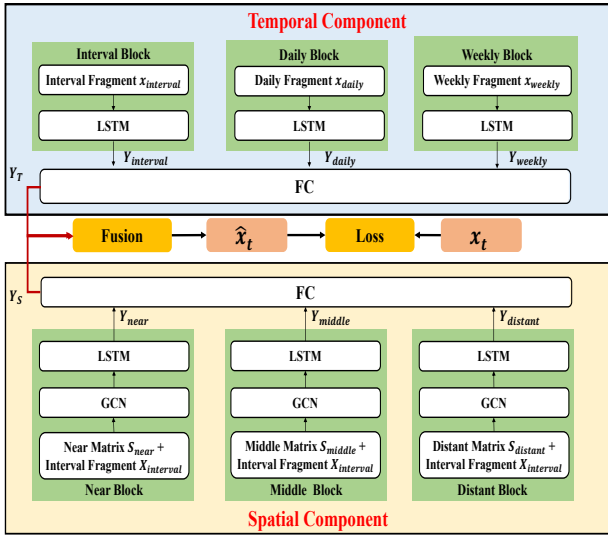 Temporal Component
Interval Block
Daily Block
Weekly Block
Interval Fragment x_interval
Daily Fragment x_daily
Weekly Fragment x_weekly
LSTM
LSTM
LSTM
Y_interval
Y_daily
Y_weekly
Y_T
FC
Fusion
x̂_t
Loss
x_t
Y_S
FC
Y_near
Y_middle
Y_distant
LSTM
LSTM
LSTM
GCN
GCN
GCN
Near Matrix S_near +
Interval Fragment X_interval
Middle Matrix S_middle +
Interval Fragment X_interval
Distant Matrix S_distant +
Interval Fragment X_interval
Near Block
Middle Block
Distant Block
Spatial Component